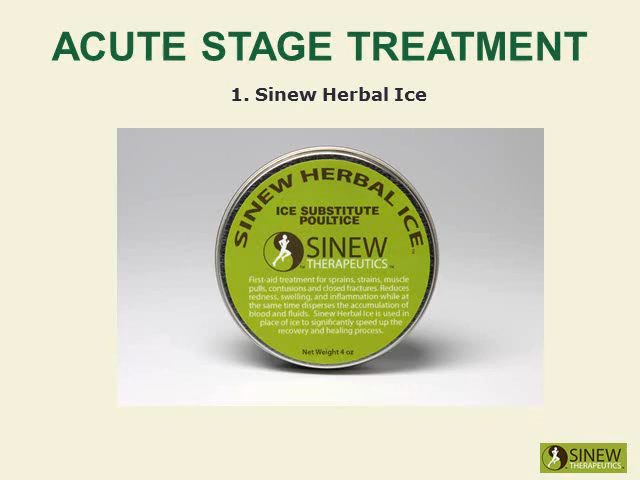 ACUTE STAGE TREATMENT
1. Sinew Herbal Ice
SINEW HERBAL ICE™
ICE SUBSTITUTE
POULTICE
SINEW
THERAPEUTICS™
First-aid treatment for sprains, strains, muscle
pulls, contusions and closed fractures. Reduces
redness, swelling, and inflammation while at
the same time disperses the accumulation of
blood and fluids. Sinew Herbal Ice is used in
place of ice to significantly speed up the
recovery and healing process.
Net Weight 4 oz
SINEW
THERAPEUTICS